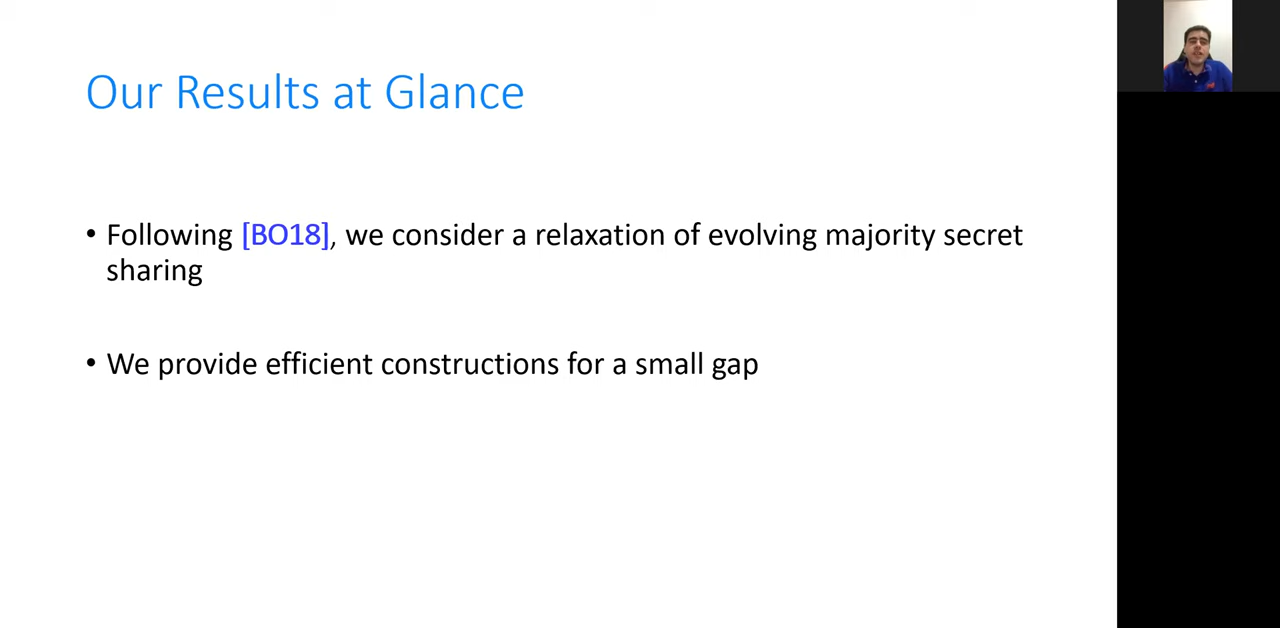 Our Results at Glance
• Following [BO18], we consider a relaxation of evolving majority secret
sharing
• We provide efficient constructions for a small gap